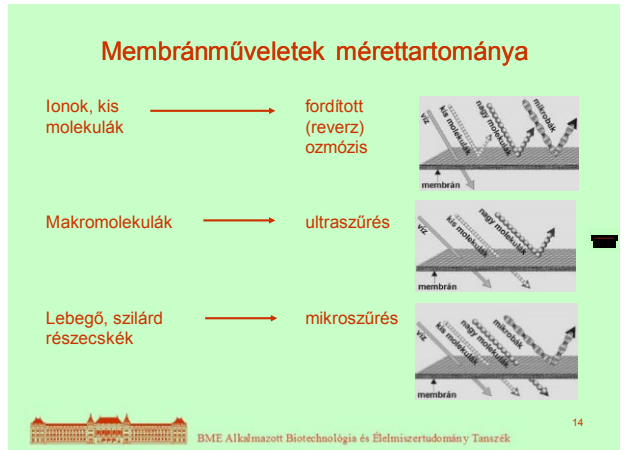 Membránműveletek mérettartománya
Ionok, kis
molekulák
fordított
(reverz)
ozmózis
víz
kis molekulák
nagy molekulák
mikrobák
membrán
Makromolekulák
ultraszűrés
víz
kis molekulák
nagy molekulák
membrán
Lebegő, szilárd
részecskék
mikroszűrés
víz
kis molekulák
nagy molekulák
mikrobák
membrán
14
BME Alkalmazott Biotechnológia és Élelmiszertudomány Tanszék